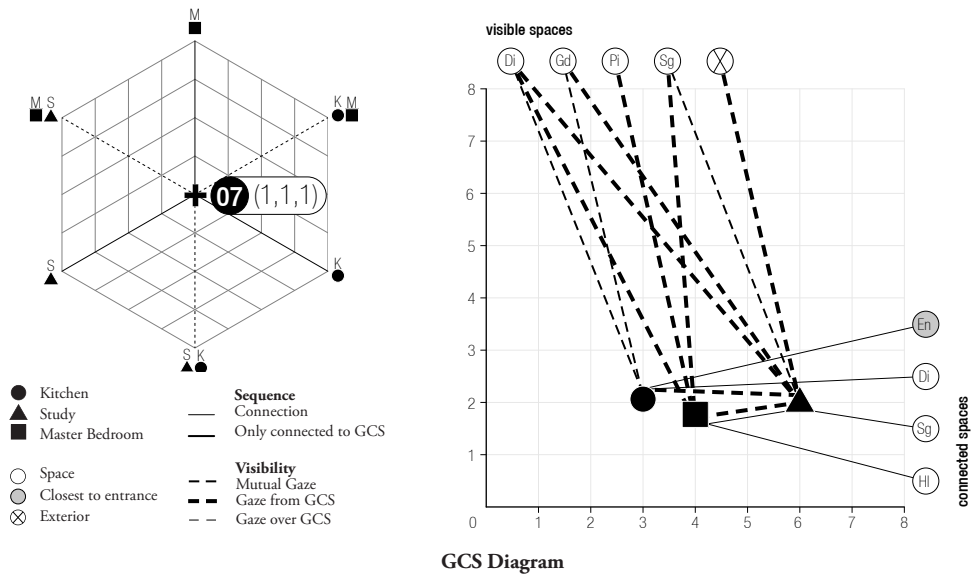 M
M S
K M
07 (1,1,1)
S
K
S K
Kitchen
Study
Master Bedroom
Space
Closest to entrance
Exterior
Sequence
Connection
Only connected to GCS
Visibility
Mutual Gaze
Gaze from GCS
Gaze over GCS
visible spaces
Di Gd Pi Sg
8
7
6
5
4
3
2
1
0 1 2 3 4 5 6 7 8
En
Di
Sg
Hl
connected spaces
GCS Diagram